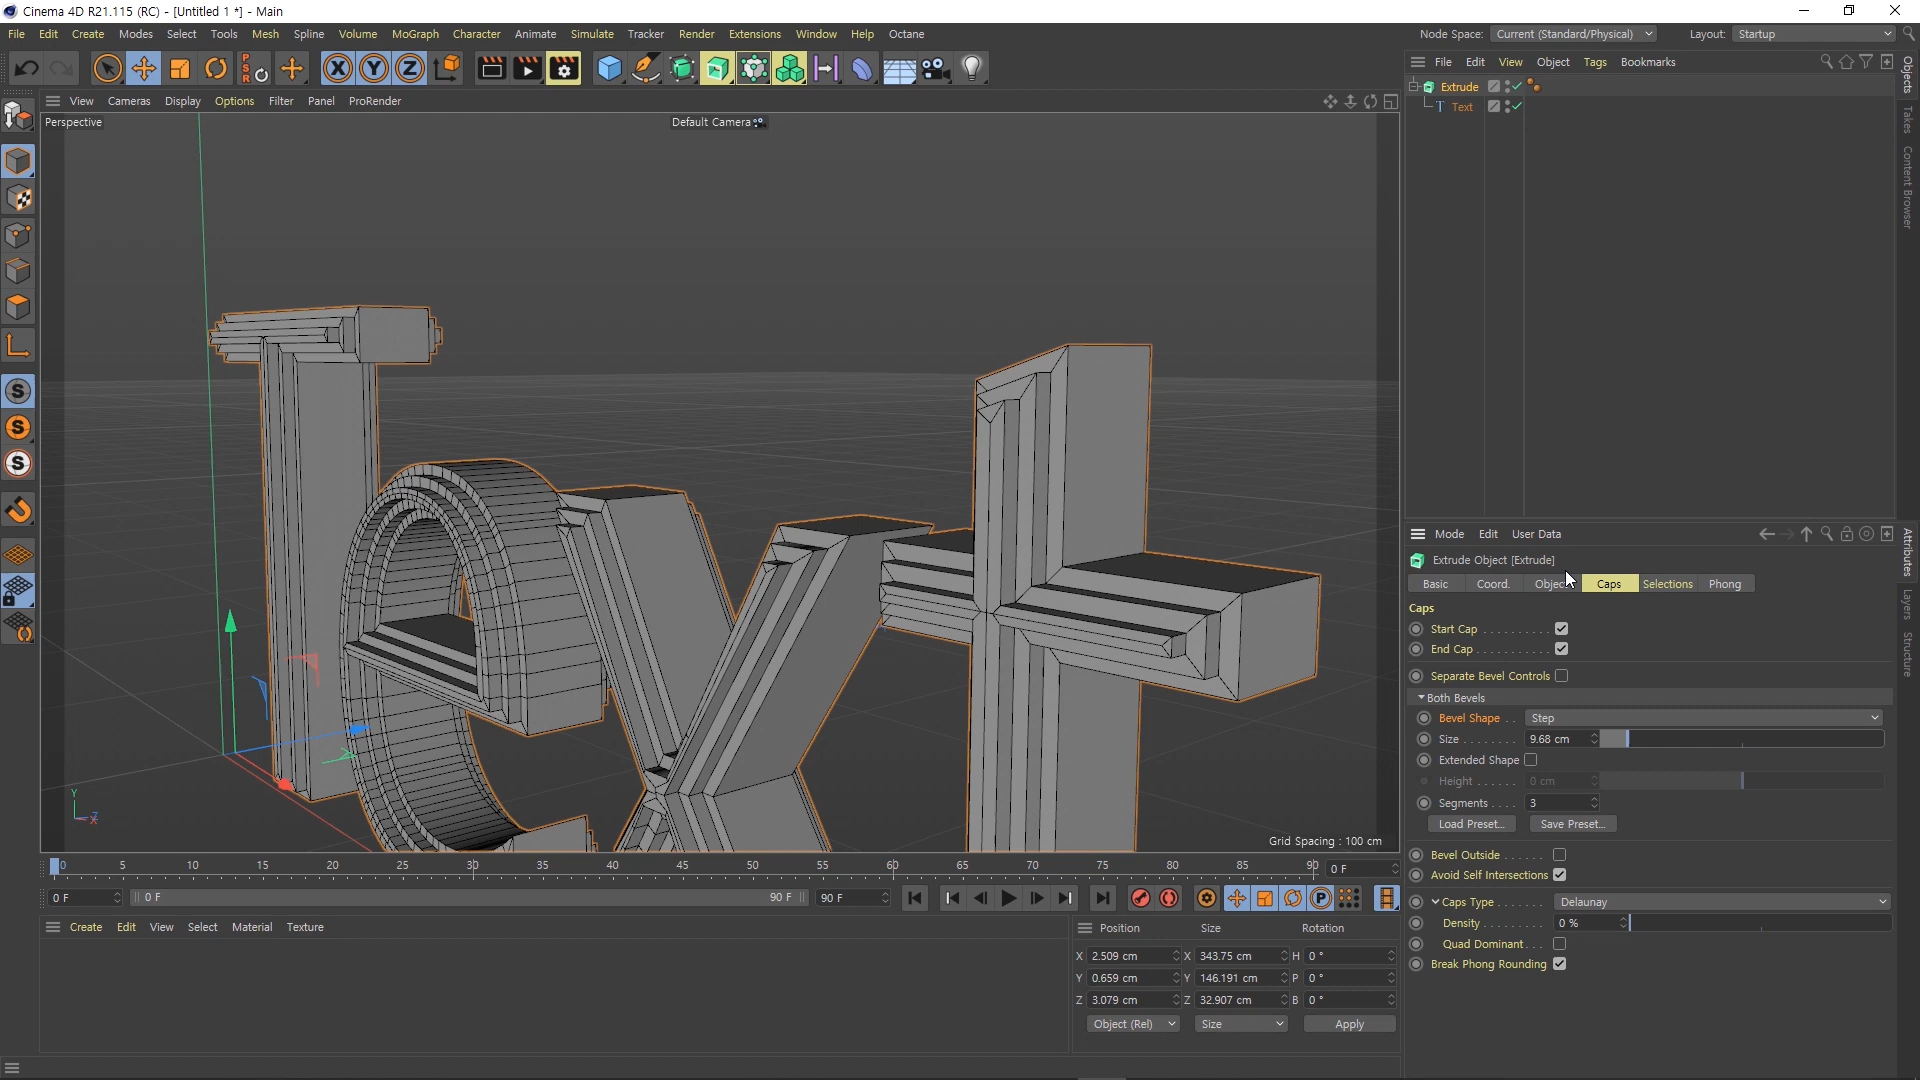 Cinema 4D R21.115 (RC) - [Untitled 1 *] - Main
File Edit Create Modes Select Tools Mesh Spline Volume MoGraph Character Animate Simulate Tracker Render Extensions Window Help Octane
Node Space: Current (Standard/Physical) Layout: Startup
P S R X Y Z
File Edit View Object Tags Bookmarks
View Cameras Display Options Filter Panel ProRender
Perspective
Default Camera
Extrude
Text
Objects
Takes
Content Browser
S
S
S
Y
Z
X
Grid Spacing : 100 cm
Mode Edit User Data
Extrude Object [Extrude]
Basic Coord. Objec Caps Selections Phong
Caps
Start Cap
End Cap
Separate Bevel Controls
Both Bevels
Bevel Shape Step
Size 9.68 cm
Extended Shape
Height 0 cm
Segments 3
Load Preset... Save Preset...
Bevel Outside
Avoid Self Intersections
Caps Type Delaunay
Density 0 %
Quad Dominant
Break Phong Rounding
Attributes
Layers
Structure
0 5 10 15 20 25 30 35 40 45 50 55 60 65 70 75 80 85 90 0 F
0 F 0 F 90 F 90 F P
Create Edit View Select Material Texture
Position Size Rotation
X 2.509 cm X 343.75 cm H 0 °
Y 0.659 cm Y 146.191 cm P 0 °
Z 3.079 cm Z 32.907 cm B 0 °
Object (Rel) Size Apply